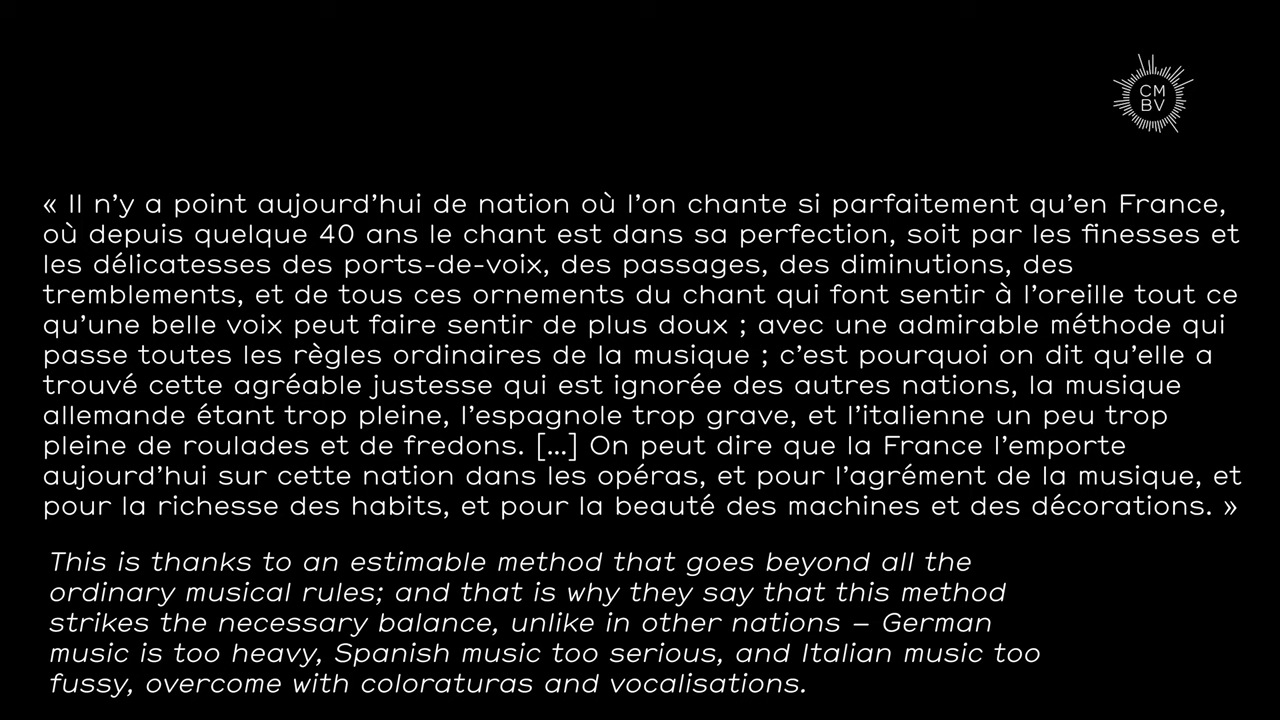 CM
BV
« Il n’y a point aujourd’hui de nation où l’on chante si parfaitement qu’en France,
où depuis quelque 40 ans le chant est dans sa perfection, soit par les finesses et
les délicatesses des ports-de-voix, des passages, des diminutions, des
tremblements, et de tous ces ornements du chant qui font sentir à l’oreille tout ce
qu’une belle voix peut faire sentir de plus doux ; avec une admirable méthode qui
passe toutes les règles ordinaires de la musique ; c’est pourquoi on dit qu’elle a
trouvé cette agréable justesse qui est ignorée des autres nations, la musique
allemande étant trop pleine, l’espagnole trop grave, et l’italienne un peu trop
pleine de roulades et de fredons. [...] On peut dire que la France l’emporte
aujourd’hui sur cette nation dans les opéras, et pour l’agrément de la musique, et
pour la richesse des habits, et pour la beauté des machines et des décorations. »
This is thanks to an estimable method that goes beyond all the
ordinary musical rules; and that is why they say that this method
strikes the necessary balance, unlike in other nations – German
music is too heavy, Spanish music too serious, and Italian music too
fussy, overcome with coloraturas and vocalisations.